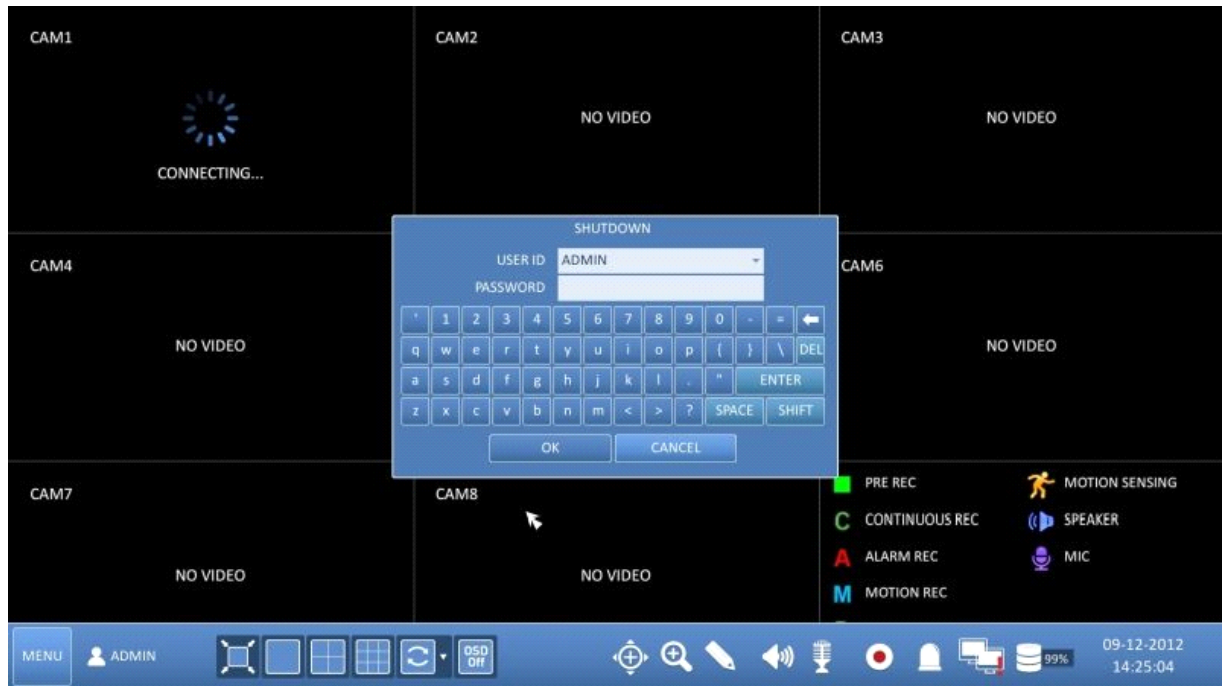 CAM1
CAM2
CAM3
NO VIDEO
NO VIDEO
CONNECTING...
SHUTDOWN
USER ID ADMIN
PASSWORD
' 1 2 3 4 5 6 7 8 9 0 - =
q w e r t y u i o p { } \ DEL
a s d f g h j k l . " ENTER
z x c v b n m < > ? SPACE SHIFT
OK CANCEL
CAM4
CAM6
NO VIDEO
NO VIDEO
CAM7
CAM8
NO VIDEO
NO VIDEO
PRE REC
MOTION SENSING
C CONTINUOUS REC
SPEAKER
A ALARM REC
MIC
M MOTION REC
MENU
ADMIN
OSD
Off
99%
09-12-2012
14:25:04